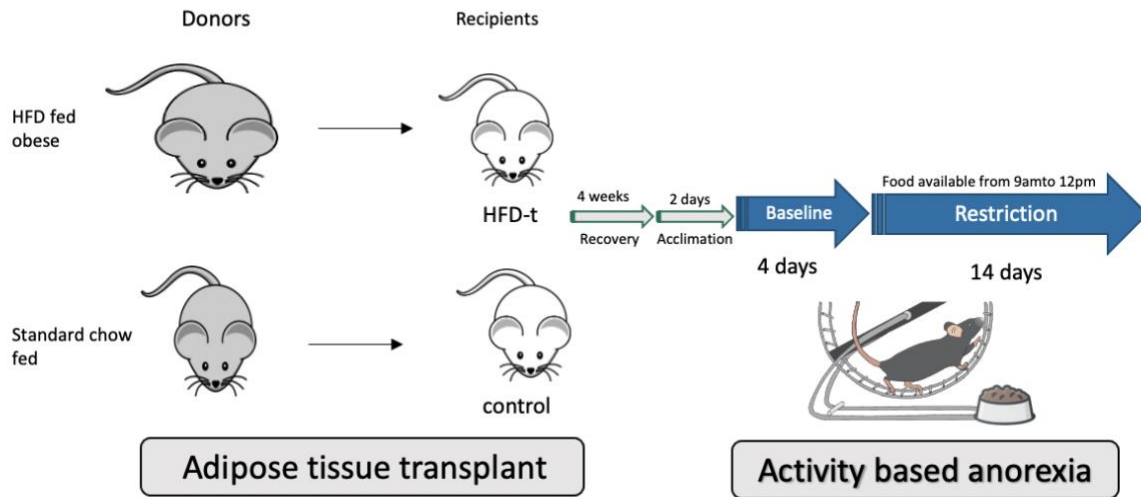 Donors
Recipients
HFD fed
obese
HFD-t
4 weeks
Recovery
2 days
Acclimation
Baseline
4 days
Food available from 9amto 12pm
Restriction
14 days
Standard chow
fed
control
Adipose tissue transplant
Activity based anorexia